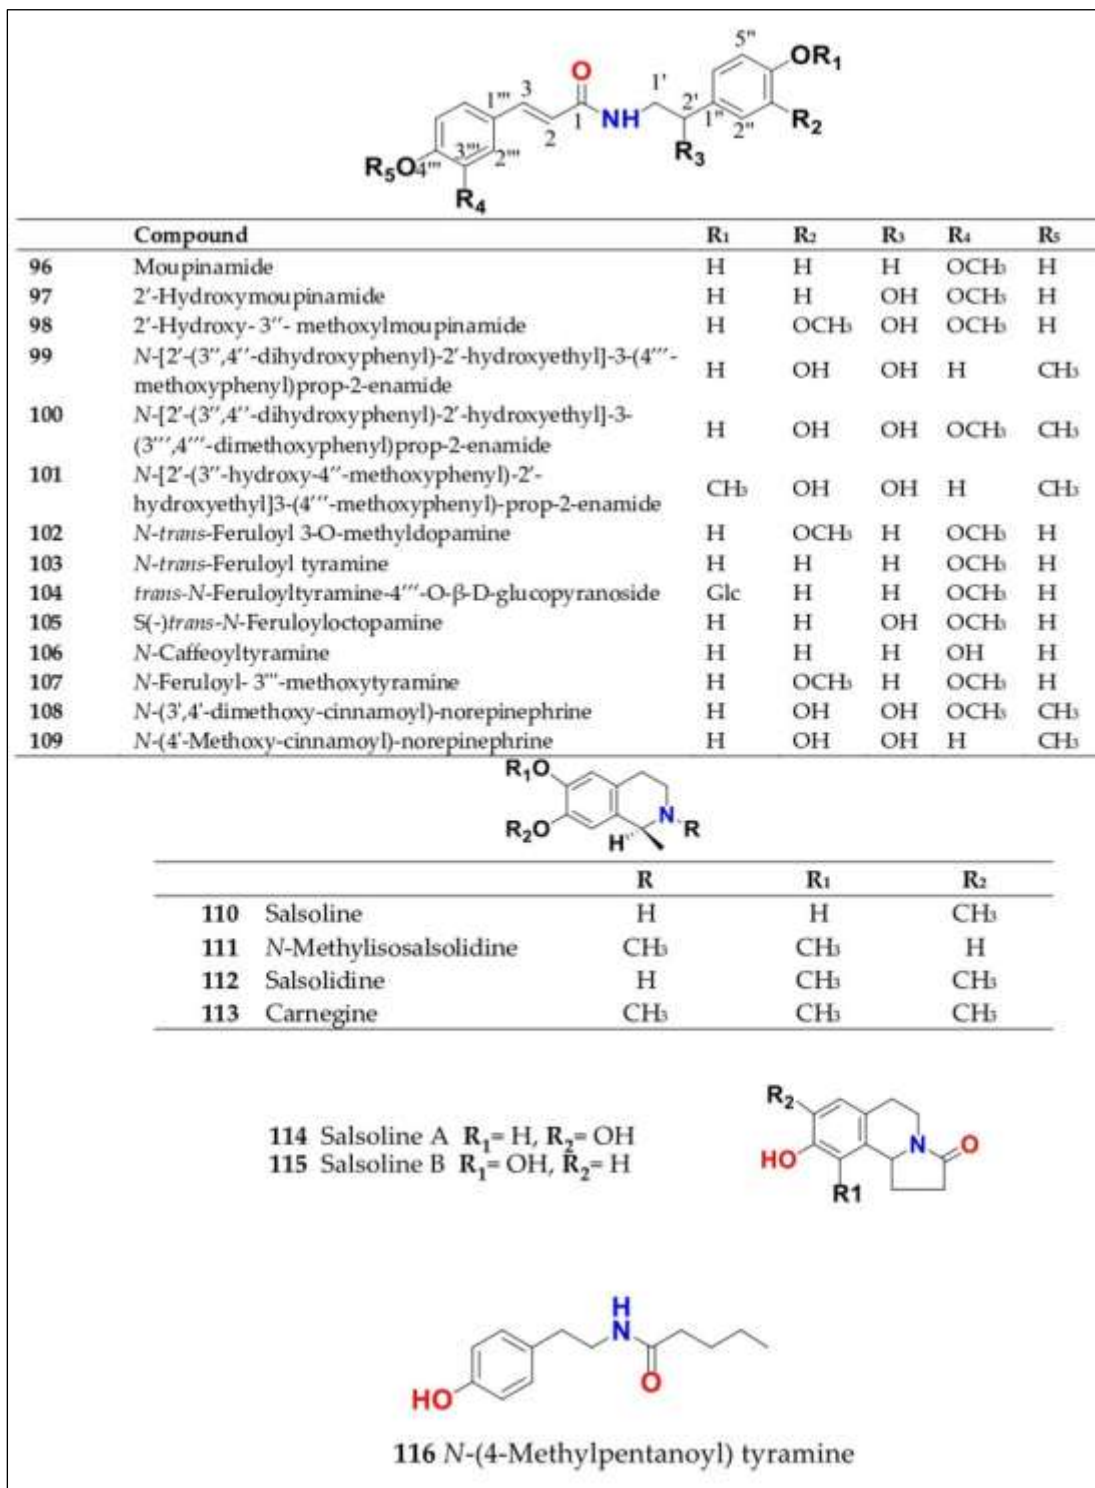 5''
OR₁
O
3
1'
1'''
2'
1''
1
NH
2''
R₂
2
3'''
2'''
R₃
R₅O
4'''
R₄
Compound R₁ R₂ R₃ R₄ R₅
96 Moupinamide H H H OCH₃ H
97 2′-Hydroxymoupinamide H H OH OCH₃ H
98 2′-Hydroxy- 3″- methoxylmoupinamide H OCH₃ OH OCH₃ H
99 N-[2′-(3″,4″-dihydroxyphenyl)-2′-hydroxyethyl]-3-(4‴-
methoxyphenyl)prop-2-enamide H OH OH H CH₃
100 N-[2′-(3″,4″-dihydroxyphenyl)-2′-hydroxyethyl]-3-
(3‴,4‴-dimethoxyphenyl)prop-2-enamide H OH OH OCH₃ CH₃
101 N-[2′-(3″-hydroxy-4″-methoxyphenyl)-2′-
hydroxyethyl]3-(4‴-methoxyphenyl)-prop-2-enamide CH₃ OH OH H CH₃
102 N-trans-Feruloyl 3-O-methyldopamine H OCH₃ H OCH₃ H
103 N-trans-Feruloyl tyramine H H H OCH₃ H
104 trans-N-Feruloyltyramine-4‴-O-β-D-glucopyranoside Glc H H OCH₃ H
105 S(-)trans-N-Feruloyloctopamine H H OH OCH₃ H
106 N-Caffeoyltyramine H H H OH H
107 N-Feruloyl- 3‴-methoxytyramine H OCH₃ H OCH₃ H
108 N-(3′,4′-dimethoxy-cinnamoyl)-norepinephrine H OH OH OCH₃ CH₃
109 N-(4′-Methoxy-cinnamoyl)-norepinephrine H OH OH H CH₃
R₁O
N
R₂O
R
H
R R₁ R₂
110 Salsoline H H CH₃
111 N-Methylisosalsolidine CH₃ CH₃ H
112 Salsolidine H CH₃ CH₃
113 Carnegine CH₃ CH₃ CH₃
R₂
114 Salsoline A R₁= H, R₂= OH
115 Salsoline B R₁= OH, R₂= H
N
O
HO
R1
H
N
O
HO
116 N-(4-Methylpentanoyl) tyramine